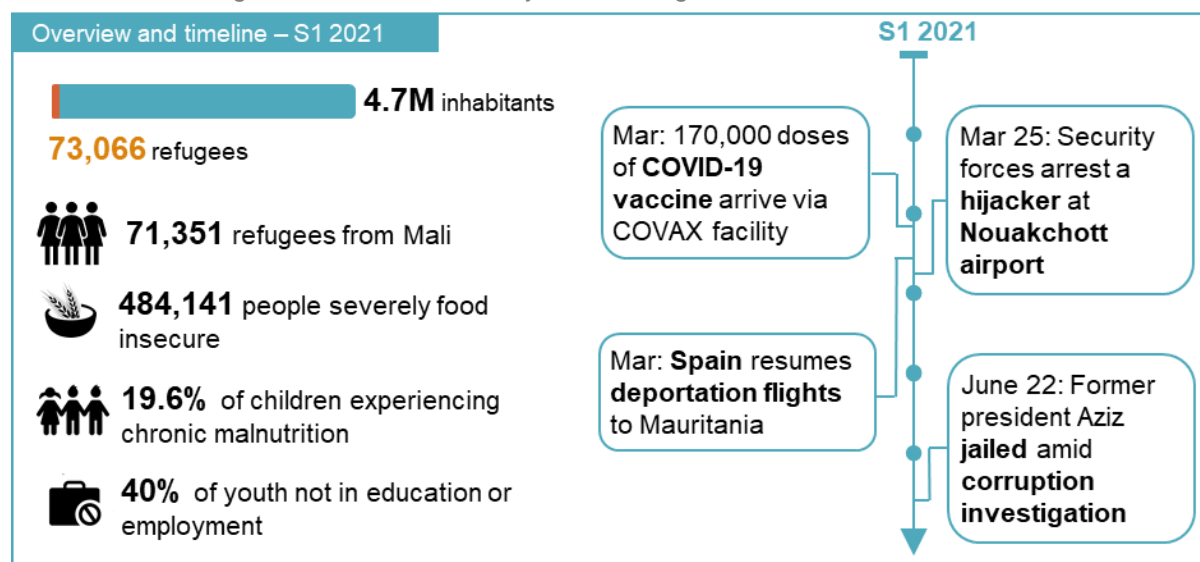 Overview and timeline – S1 2021
4.7M inhabitants
73,066 refugees
71,351 refugees from Mali
484,141 people severely food
insecure
19.6% of children experiencing
chronic malnutrition
40% of youth not in education or
employment
S1 2021
Mar: 170,000 doses
of COVID-19
vaccine arrive via
COVAX facility
Mar 25: Security
forces arrest a
hijacker at
Nouakchott
airport
Mar: Spain resumes
deportation flights
to Mauritania
June 22: Former
president Aziz
jailed amid
corruption
investigation